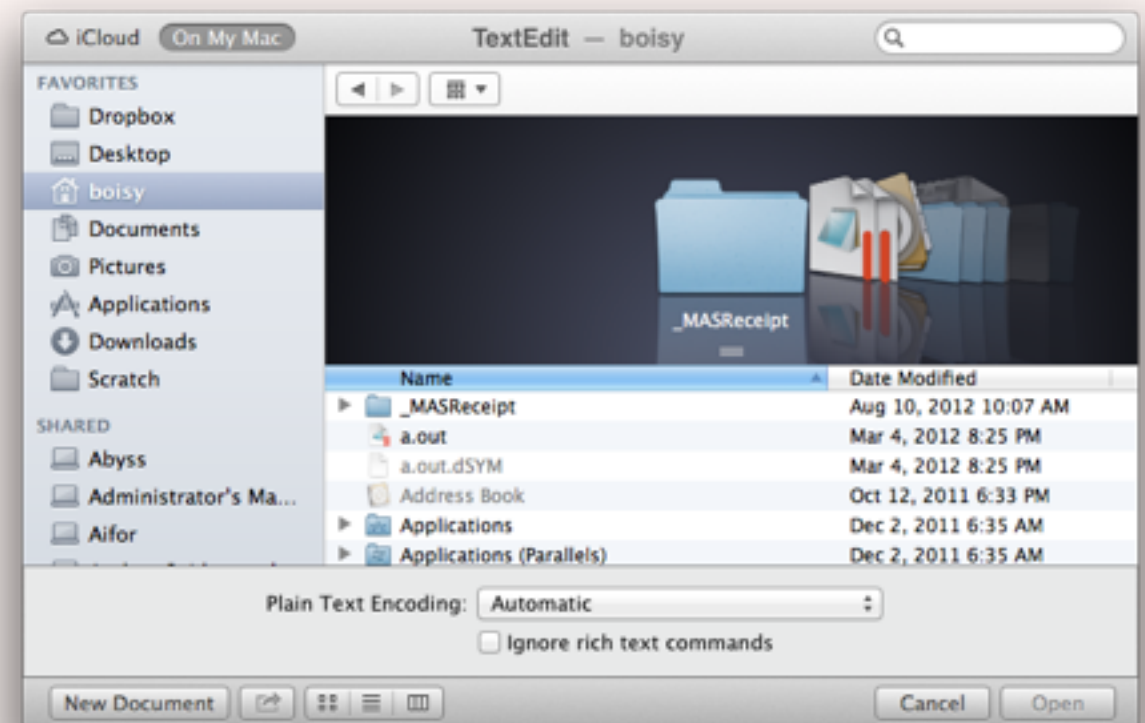 iCloud On My Mac TextEdit — boisy
FAVORITES
Dropbox
Desktop
boisy
Documents
Pictures
Applications
Downloads
Scratch
SHARED
Abyss
Administrator's Ma...
Aifor
_MASReceipt
Name Date Modified
_MASReceipt Aug 10, 2012 10:07 AM
a.out Mar 4, 2012 8:25 PM
a.out.dSYM Mar 4, 2012 8:25 PM
Address Book Oct 12, 2011 6:33 PM
Applications Dec 2, 2011 6:35 AM
Applications (Parallels) Dec 2, 2011 6:35 AM
Plain Text Encoding: Automatic
Ignore rich text commands
New Document Cancel Open